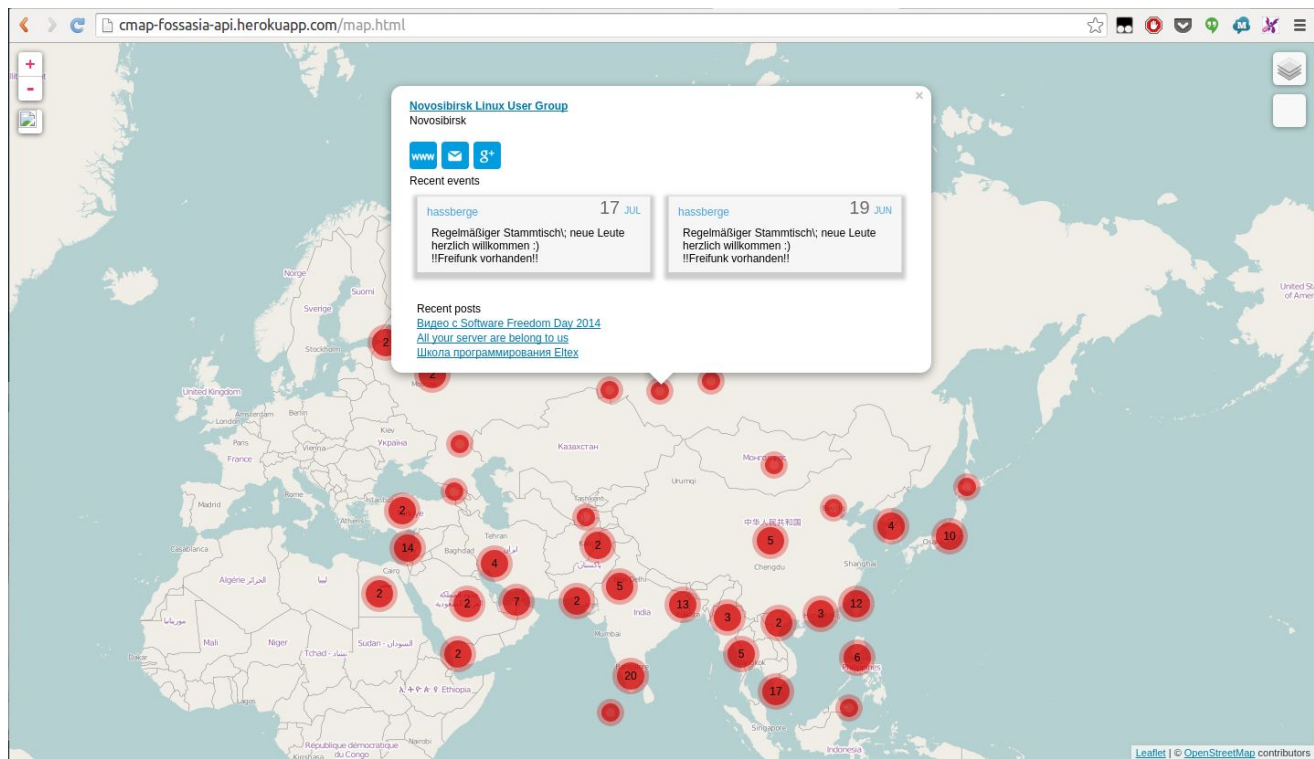 cmap-fossasia-api.herokuapp.com/map.html
+
-
Novosibirsk Linux User Group
Novosibirsk
www
g+
Recent events
hassberge
17 JUL
Regelmäßiger Stammtisch\; neue Leute
herzlich willkommen :)
!!Freifunk vorhanden!!
hassberge
19 JUN
Regelmäßiger Stammtisch\; neue Leute
herzlich willkommen :)
!!Freifunk vorhanden!!
Recent posts
Видео с Software Freedom Day 2014
All your server are belong to us
Школа программирования Eltex
Norge
Suomi
Sverige
Stockholm
2
2
United Kingdom
Amsterdam
Berlin
London
Kiev
Paris
Vienna
Україна
France
Казахстан
Urumqi
Madrid
Rome
Tashkent
Athens
2
中华人民共和国
4
10
Casablanca
14
Baghdad
Tehran
ایران
4
2
5
Chengdu
Shanghai
Cairo
Algérie الجزائر
ليبيا
2
2
7
2
5
India
13
3
2
3
12
Mumbai
Mali
Niger
Tchad - تشاد
Sudan - السودان
2
5
6
Dakar
ኢትዮጵያ Ethiopia
20
17
Lagos
Singapore
République démocratique
du Congo
Nairobi
Kinshasa
Indonesia
Leaflet | © OpenStreetMap contributors